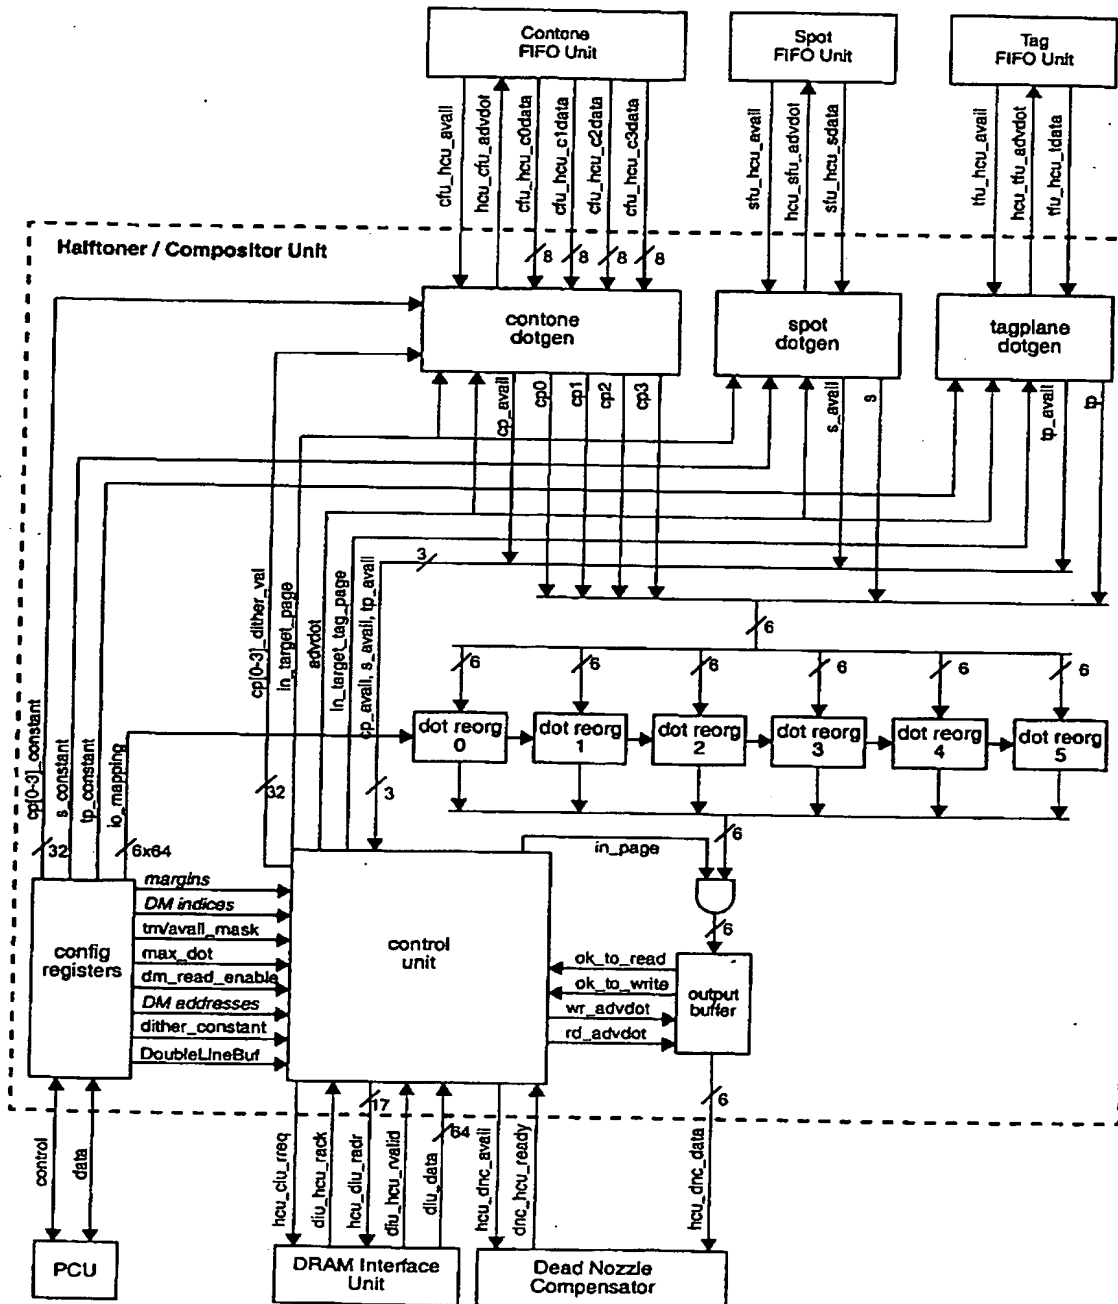 Contone
FIFO Unit
Spot
FIFO Unit
Tag
FIFO Unit
cfu_hcu_avail
hcu_cfu_advdot
cfu_hcu_c0data
cfu_hcu_c1data
cfu_hcu_c2data
cfu_hcu_c3data
sfu_hcu_avail
hcu_sfu_advdot
sfu_hcu_sdata
tfu_hcu_avail
hcu_tfu_advdot
tfu_hcu_tdata
Halftoner / Compositor Unit
8
8
8
8
contone
dotgen
spot
dotgen
tagplane
dotgen
cp_avail
cp0
cp1
cp2
cp3
s_avail
s
tp_avail
tp
3
6
cp[0-3]_constant
s_constant
tp_constant
io_mapping
cp[0-3]_dither_val
in_target_page
advdot
in_target_tag_page
cp_avail, s_avail, tp_avail
6
6
6
6
6
6
dot reorg
0
dot reorg
1
dot reorg
2
dot reorg
3
dot reorg
4
dot reorg
5
32
3
32
6x64
in_page
6
margins
DM indices
tm/avail_mask
max_dot
dm_read_enable
DM addresses
dither_constant
DoubleLineBuf
config
registers
control
unit
6
ok_to_read
ok_to_write
wr_advdot
rd_advdot
output
buffer
17
64
6
control
data
hcu_diu_rreq
diu_hcu_rack
hcu_diu_radr
diu_hcu_rvalid
diu_data
hcu_dnc_avail
dnc_hcu_ready
hcu_dnc_data
PCU
DRAM Interface
Unit
Dead Nozzle
Compensator